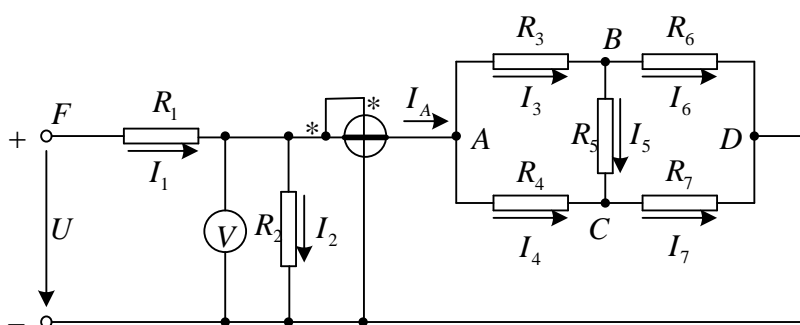 R3 B R6
F R1 * * IA I3 I6
+ A R5 I5 D
I1 R4 R7
U V R2 I2 C
I4 I7
−